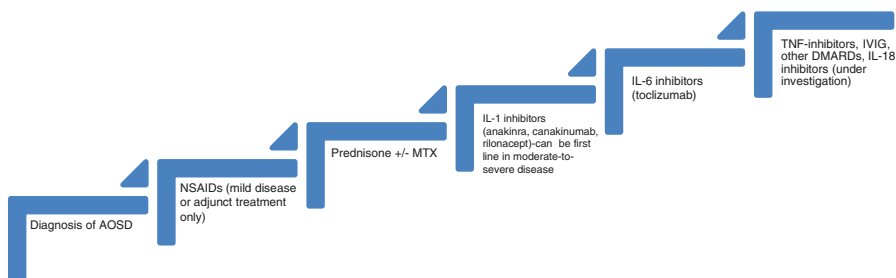 Diagnosis of AOSD
NSAIDs (mild disease
or adjunct treatment
only)
Prednisone +/- MTX
IL-1 inhibitors
(anakinra, canakinumab,
rilonacept)-can be first
line in moderate-to-
severe disease
IL-6 inhibitors
(toclizumab)
TNF-inhibitors, IVIG,
other DMARDs, IL-18
inhibitors (under
investigation)